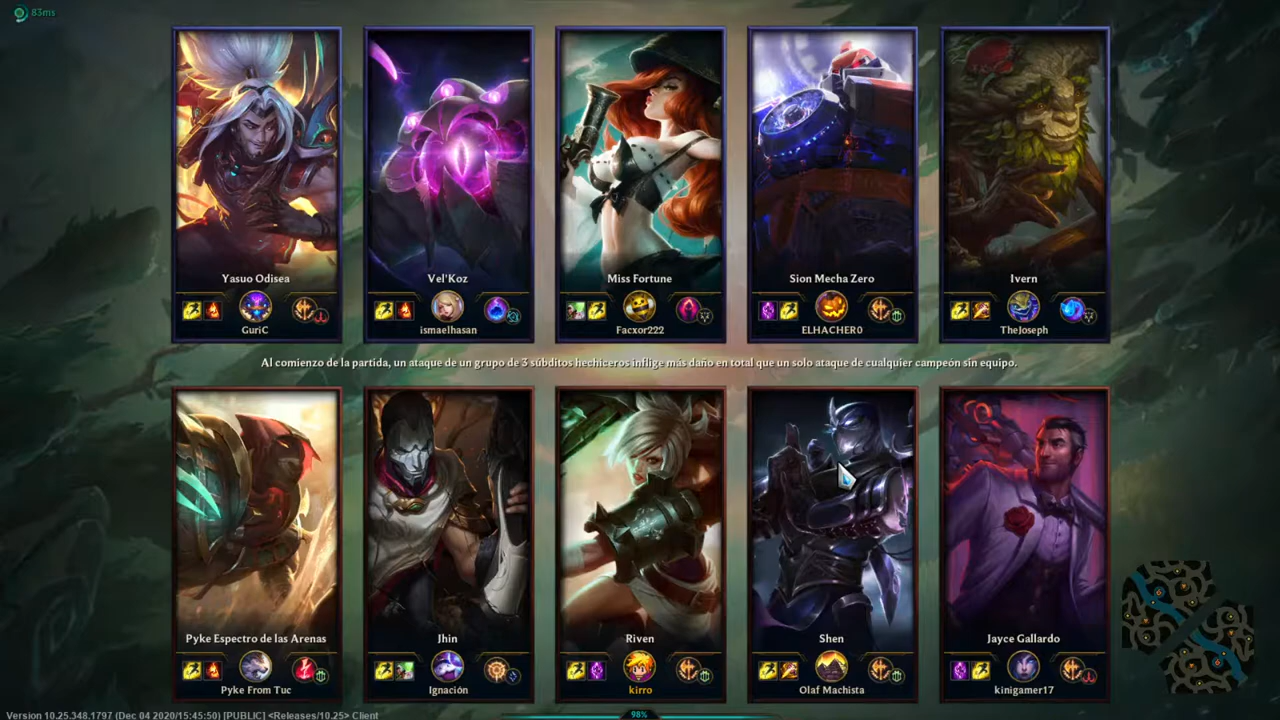 83ms
Yasuo Odisea
Vel'Koz
Miss Fortune
Sion Mecha Zero
Ivern
GuriC
ismaelhasan
Facxor222
ELHACHER0
TheJoseph
Al comienzo de la partida, un ataque de un grupo de 3 súbditos hechiceros inflige más daño en total que un solo ataque de cualquier campeón sin equipo.
Pyke Espectro de las Arenas
Jhin
Riven
Shen
Jayce Gallardo
Pyke From Tuc
Ignación
kirro
Olaf Machista
kinigamer17
Version 10.25.348.1797 (Dec 04 2020/15:45:50) [PUBLIC] <Releases/10.25> Client
98%